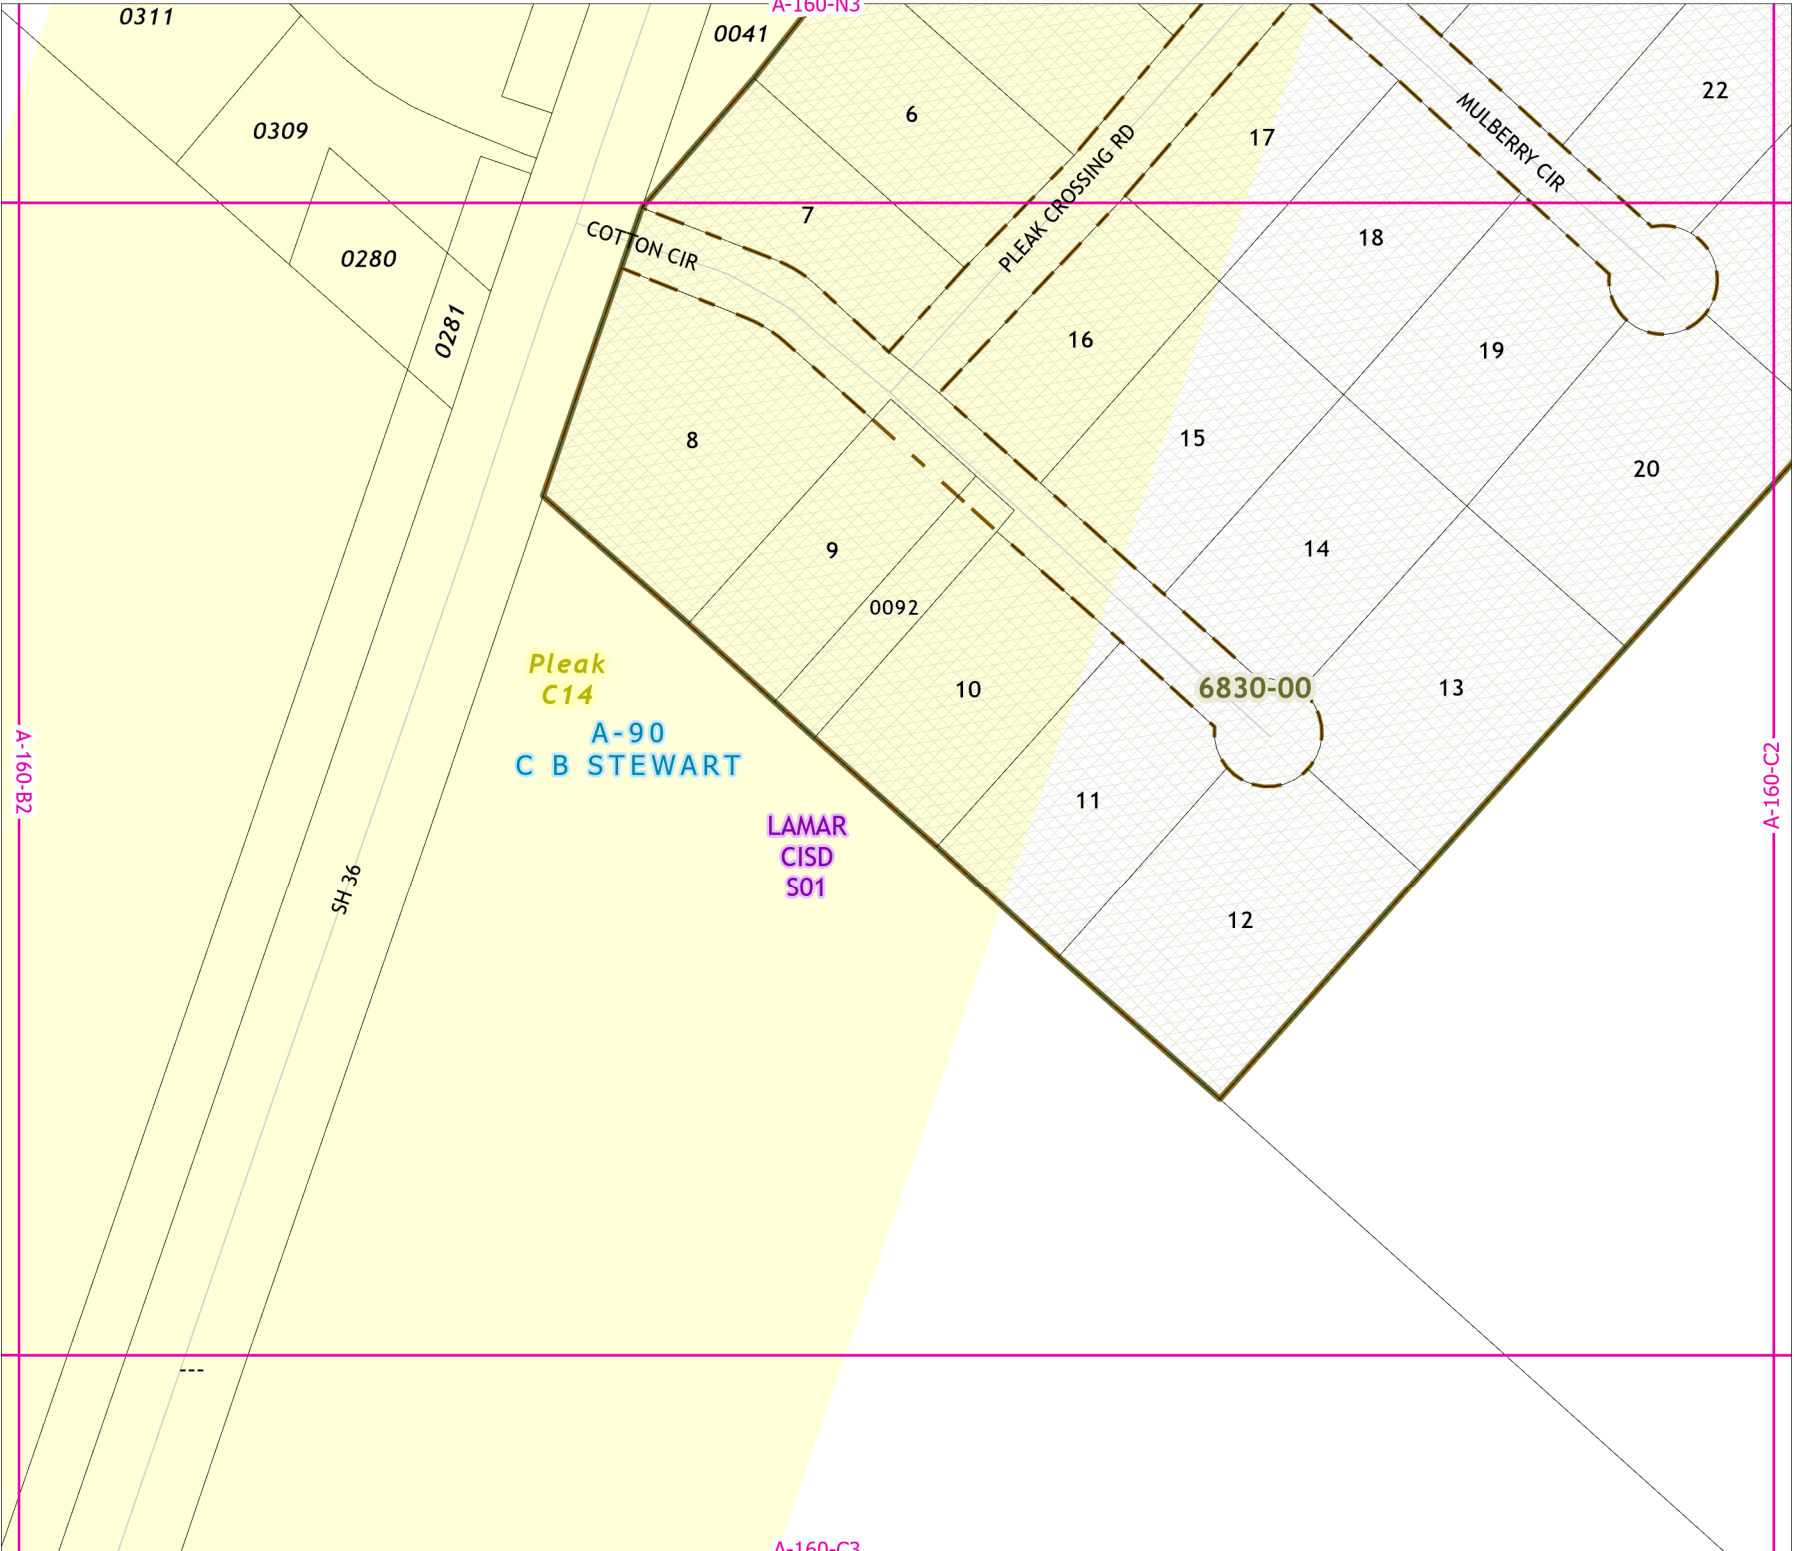 A-160-N3
0311
0041
22
6
MULBERRY CIR
0309
17
PLEAK CROSSING RD
7
COTTON CIR
18
0280
0281
16
19
8
15
20
9
14
0092
Pleak
C14
6830-00
10
13
A-90
C B STEWART
A-160-B2
A-160-C2
11
LAMAR
CISD
S01
SH 36
12
---
A-160-C3